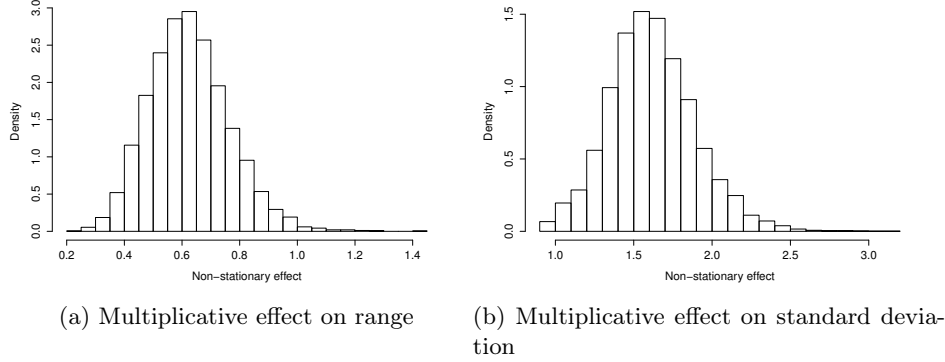 3.0
2.5
2.0
1.5
1.0
0.5
0.0
Density
0.2 0.4 0.6 0.8 1.0 1.2 1.4
Non−stationary effect
(a) Multiplicative effect on range
1.5
1.0
0.5
0.0
Density
1.0 1.5 2.0 2.5 3.0
Non−stationary effect
(b) Multiplicative effect on standard devia-
tion